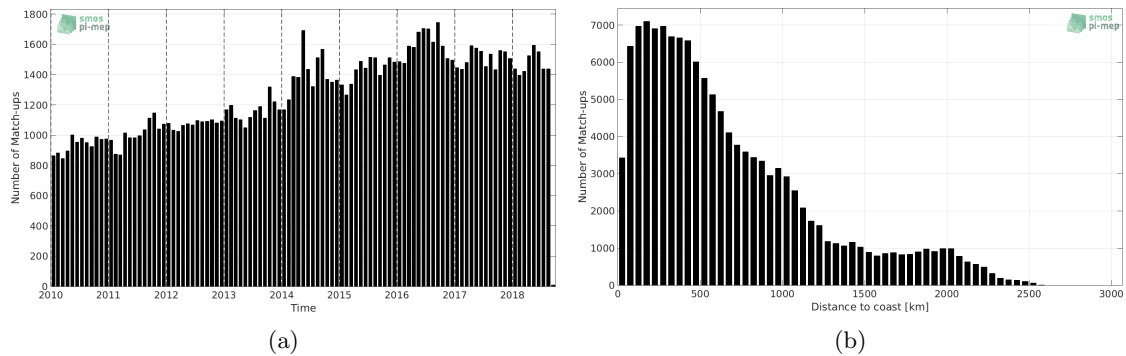 smos
pi-mep
1800
1600
1400
1200
1000
800
600
400
200
0
Number of Match-ups
2010 2011 2012 2013 2014 2015 2016 2017 2018
Time
(a)
smos
pi-mep
7000
6000
5000
4000
3000
2000
1000
0
Number of Match-ups
0 500 1000 1500 2000 2500 3000
Distance to coast [km]
(b)